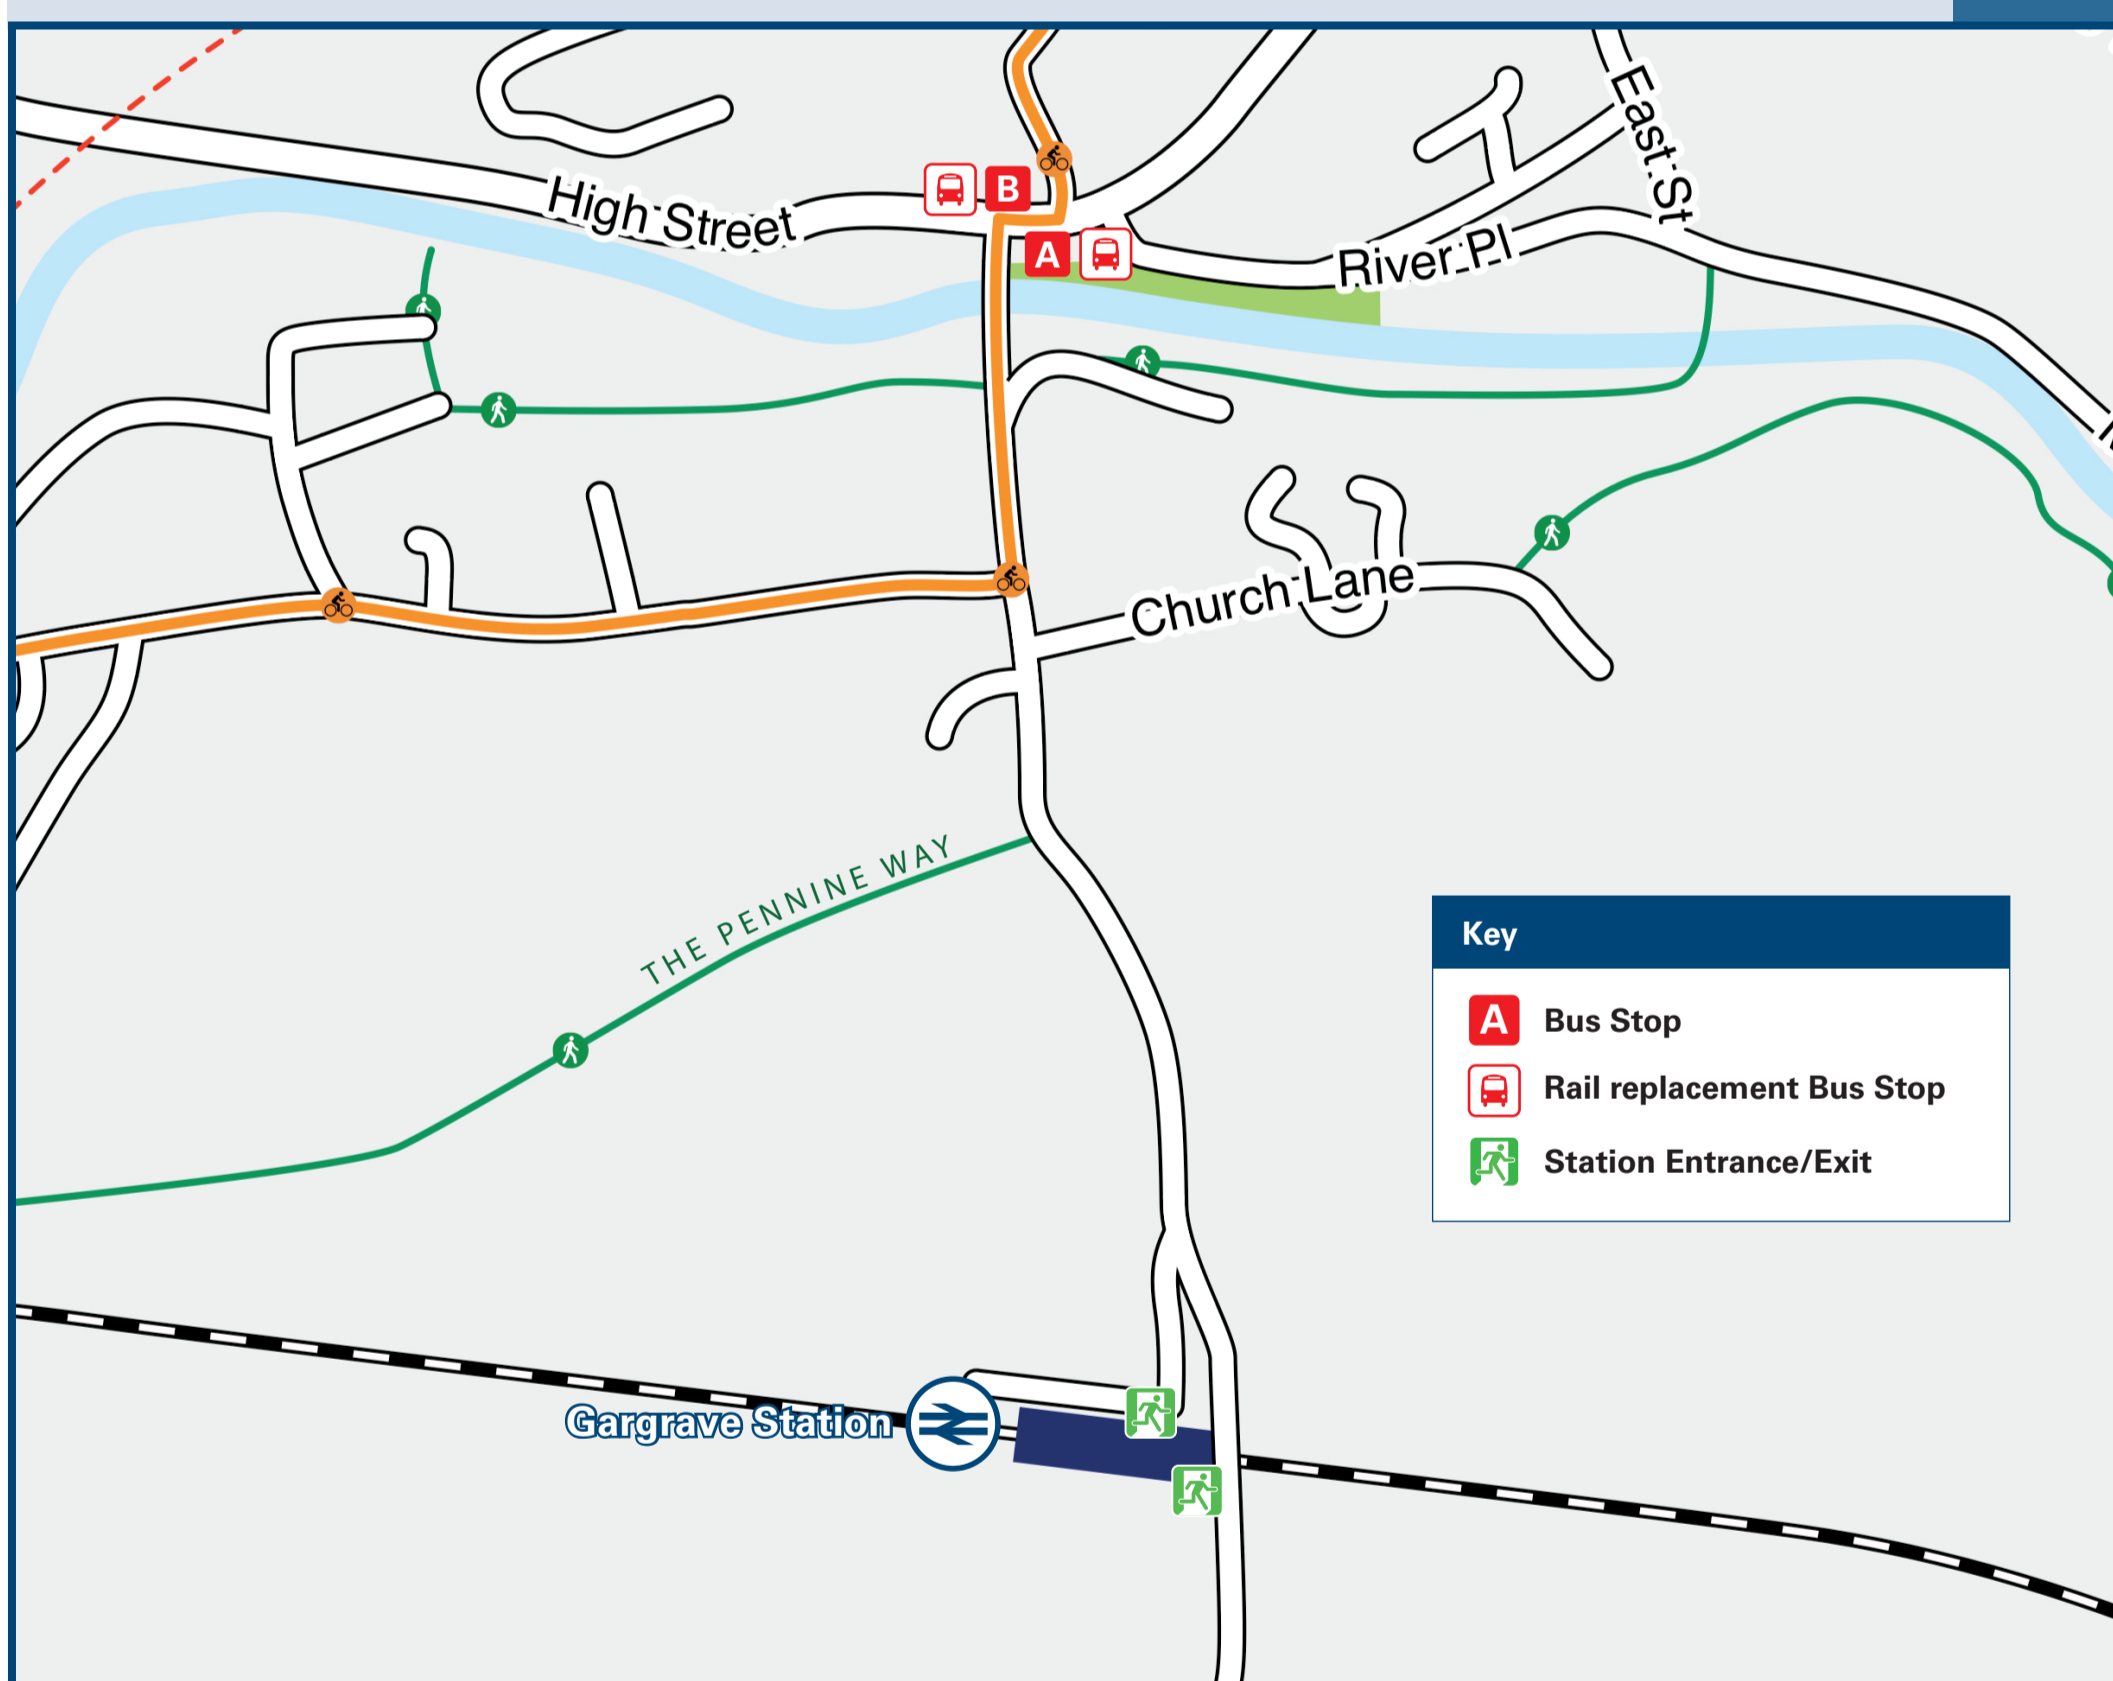 East St
B
High Street
A
River Pl
Church Lane
THE PENNINE WAY
Key
A Bus Stop
Rail replacement Bus Stop
Station Entrance/Exit
Gargrave Station